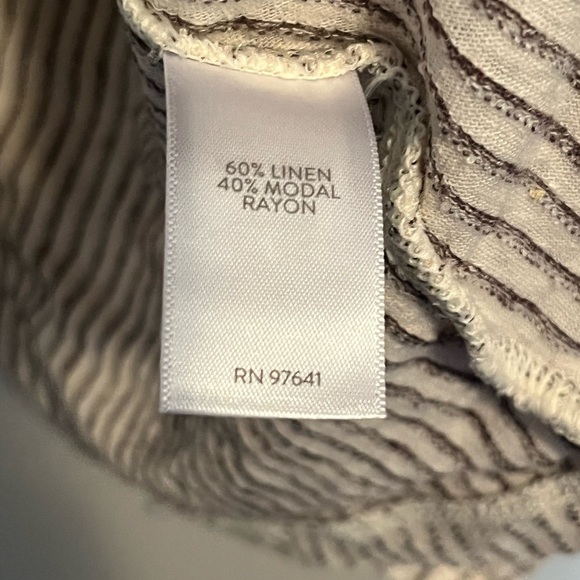 60% LINEN
40% MODAL
RAYON
RN 97641